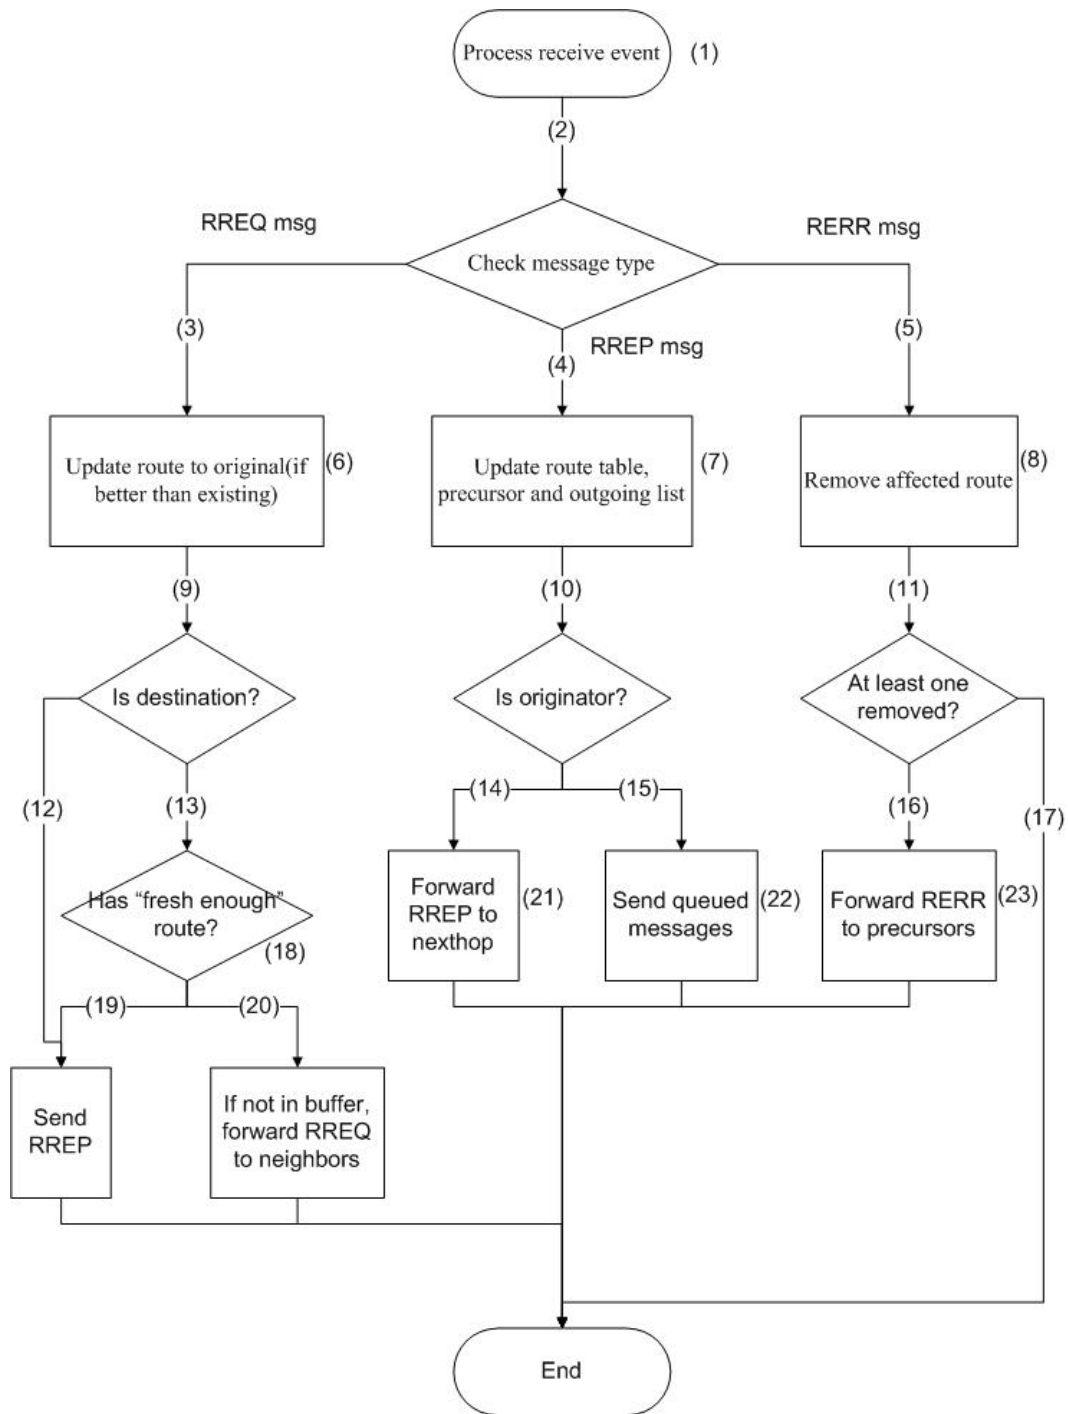 Process receive event (1)
(2)
RREQ msg
RERR msg
Check message type
(3)
(5)
RREP msg
(4)
Update route to original(if
better than existing)
(6)
Update route table,
precursor and outgoing list
(7)
Remove affected route
(8)
(9)
(10)
(11)
Is destination?
Is originator?
At least one
removed?
(12)
(13)
(14)
(15)
(16)
(17)
Has “fresh enough”
route?
(18)
Forward
RREP to
nexthop
(21)
Send queued
messages
(22)
Forward RERR
to precursors
(23)
(19)
(20)
Send
RREP
If not in buffer,
forward RREQ
to neighbors
End